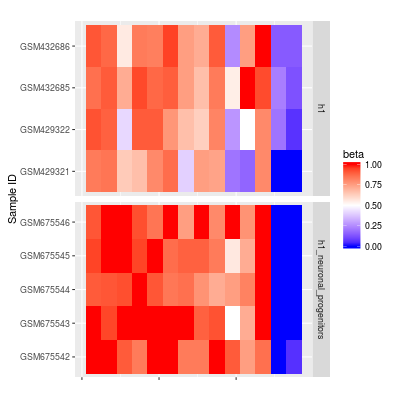 GSM432686
GSM432685
GSM429322
GSM429321
h1
GSM675546
GSM675545
GSM675544
GSM675543
GSM675542
h1_neuronal_progenitors
Sample ID
beta
1.00
0.75
0.50
0.25
0.00